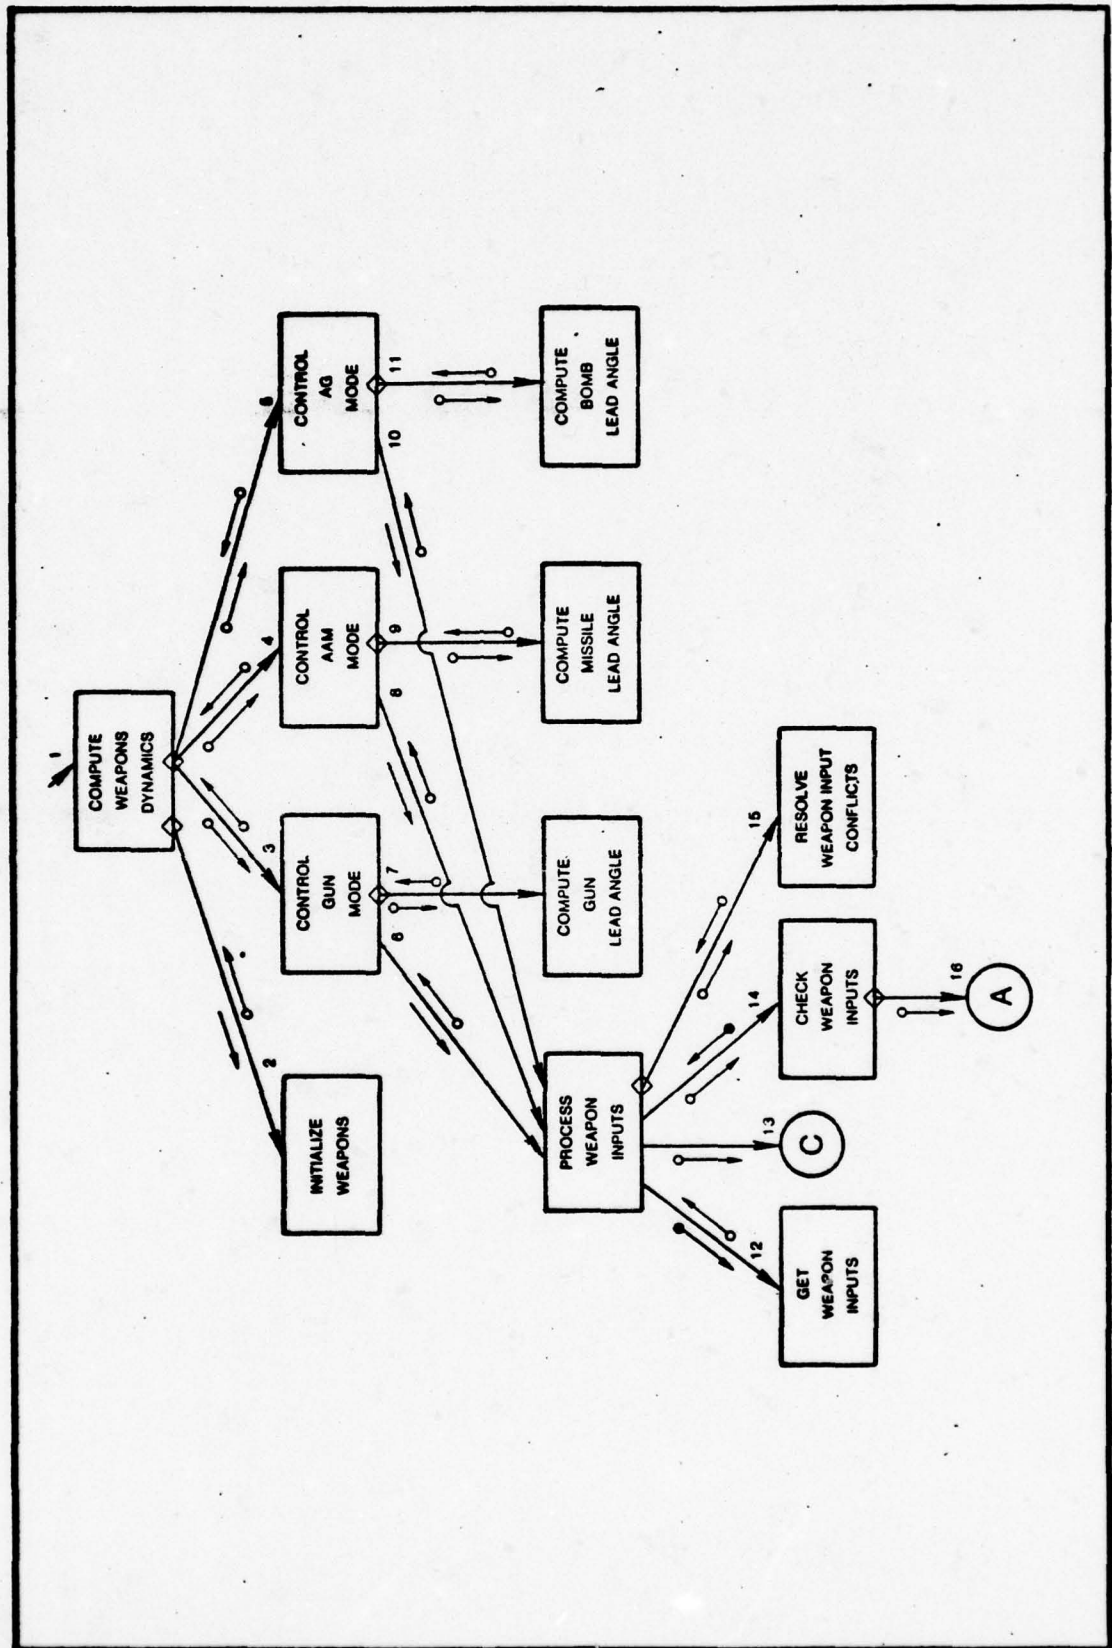 1
COMPUTE
WEAPONS
DYNAMICS
2
3
4
5
INITIALIZE
WEAPONS
CONTROL
GUN
MODE
CONTROL
AAM
MODE
CONTROL
AG
MODE
6
7
8
9
10
11
PROCESS
WEAPON
INPUTS
COMPUTE
GUN
LEAD ANGLE
COMPUTE
MISSILE
LEAD ANGLE
COMPUTE
BOMB
LEAD ANGLE
12
13
14
15
GET
WEAPON
INPUTS
C
CHECK
WEAPON
INPUTS
RESOLVE
WEAPON INPUT
CONFLICTS
16
A